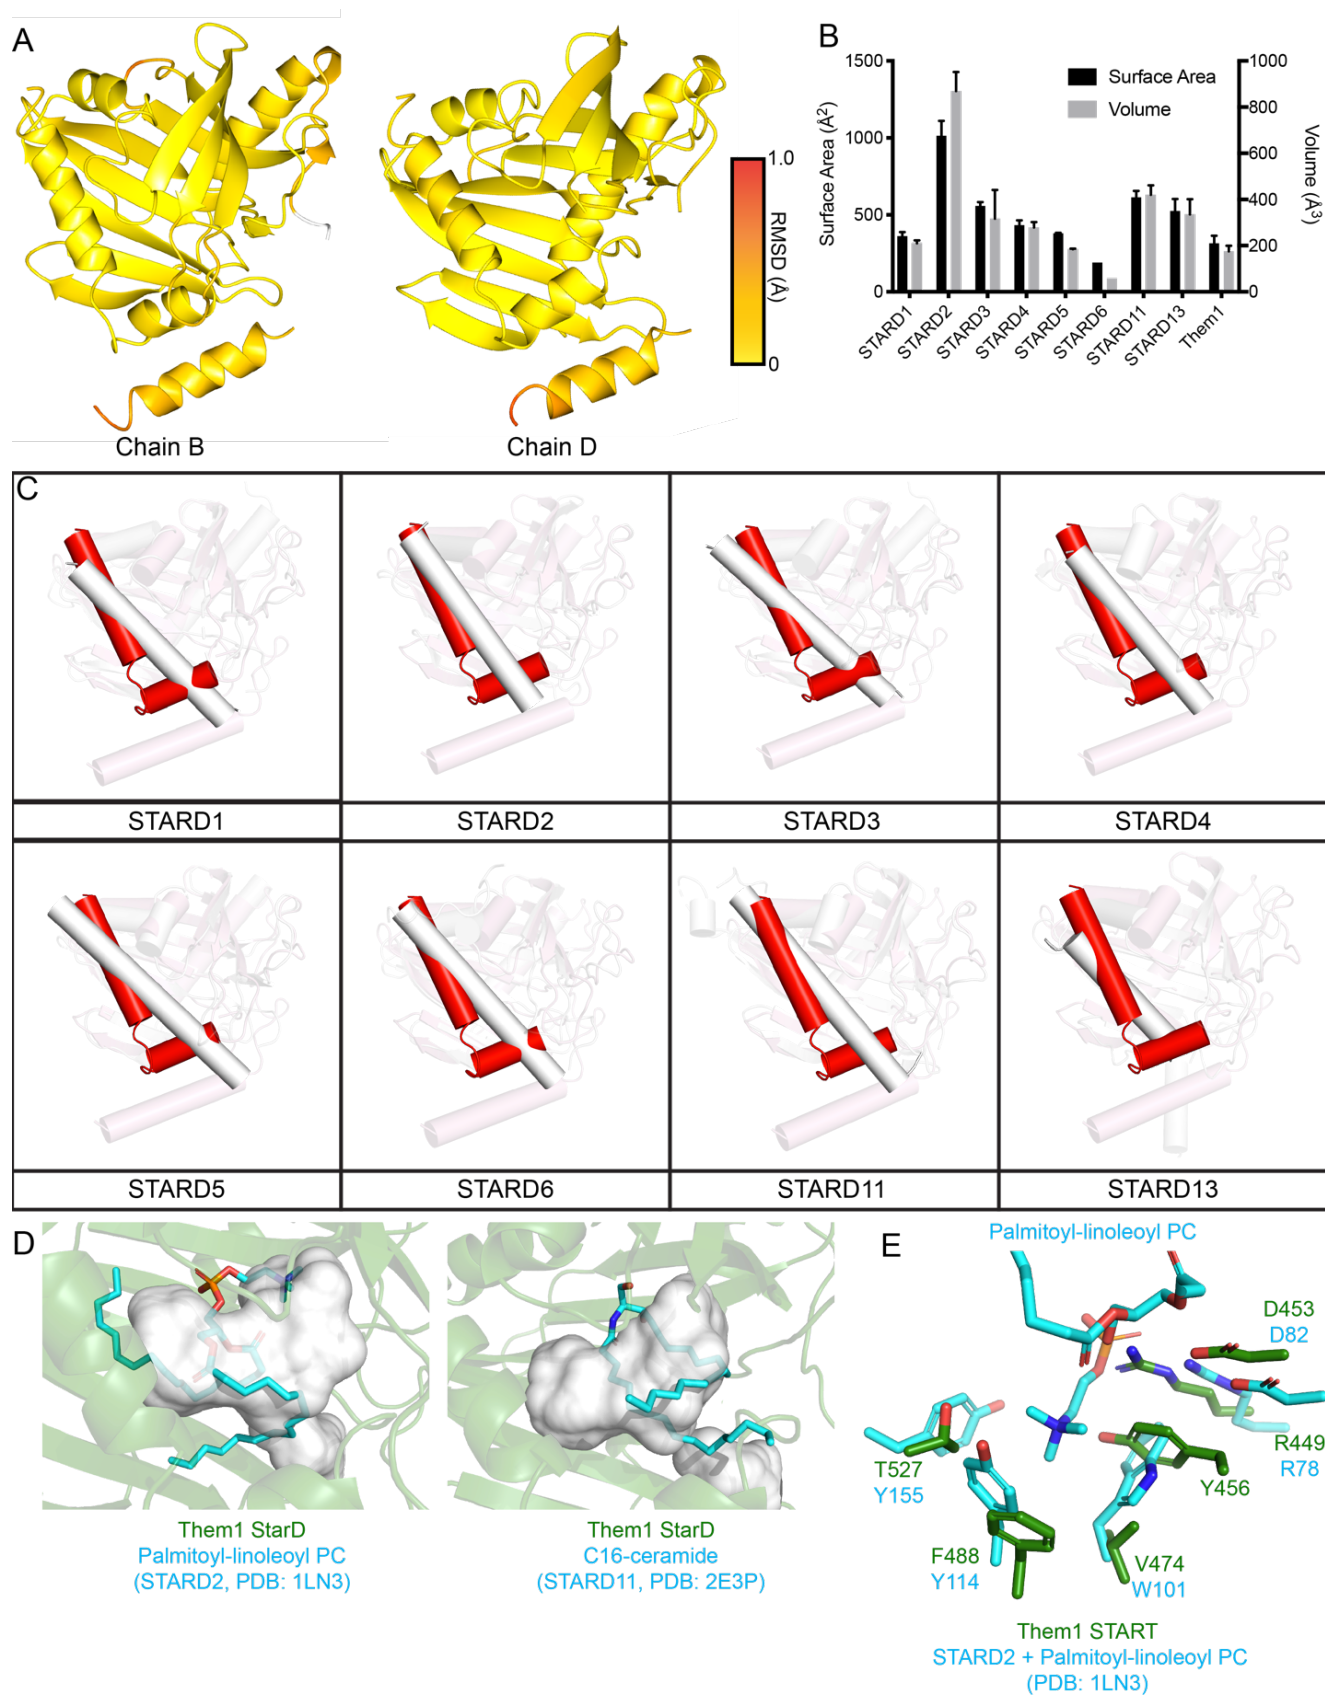 A
B
1.0
RMSD (Å)
0
Chain B
Chain D
1500
1000
500
0
Surface Area (Å²)
Surface Area
Volume
1000
800
600
400
200
0
Volume (Å³)
STARD1
STARD2
STARD3
STARD4
STARD5
STARD6
STARD11
STARD13
Them1
C
STARD1
STARD2
STARD3
STARD4
STARD5
STARD6
STARD11
STARD13
D
Them1 StarD
Palmitoyl-linoleoyl PC
(STARD2, PDB: 1LN3)
Them1 StarD
C16-ceramide
(STARD11, PDB: 2E3P)
E
Palmitoyl-linoleoyl PC
D453
D82
R449
R78
T527
Y155
Y456
F488
Y114
V474
W101
Them1 START
STARD2 + Palmitoyl-linoleoyl PC
(PDB: 1LN3)